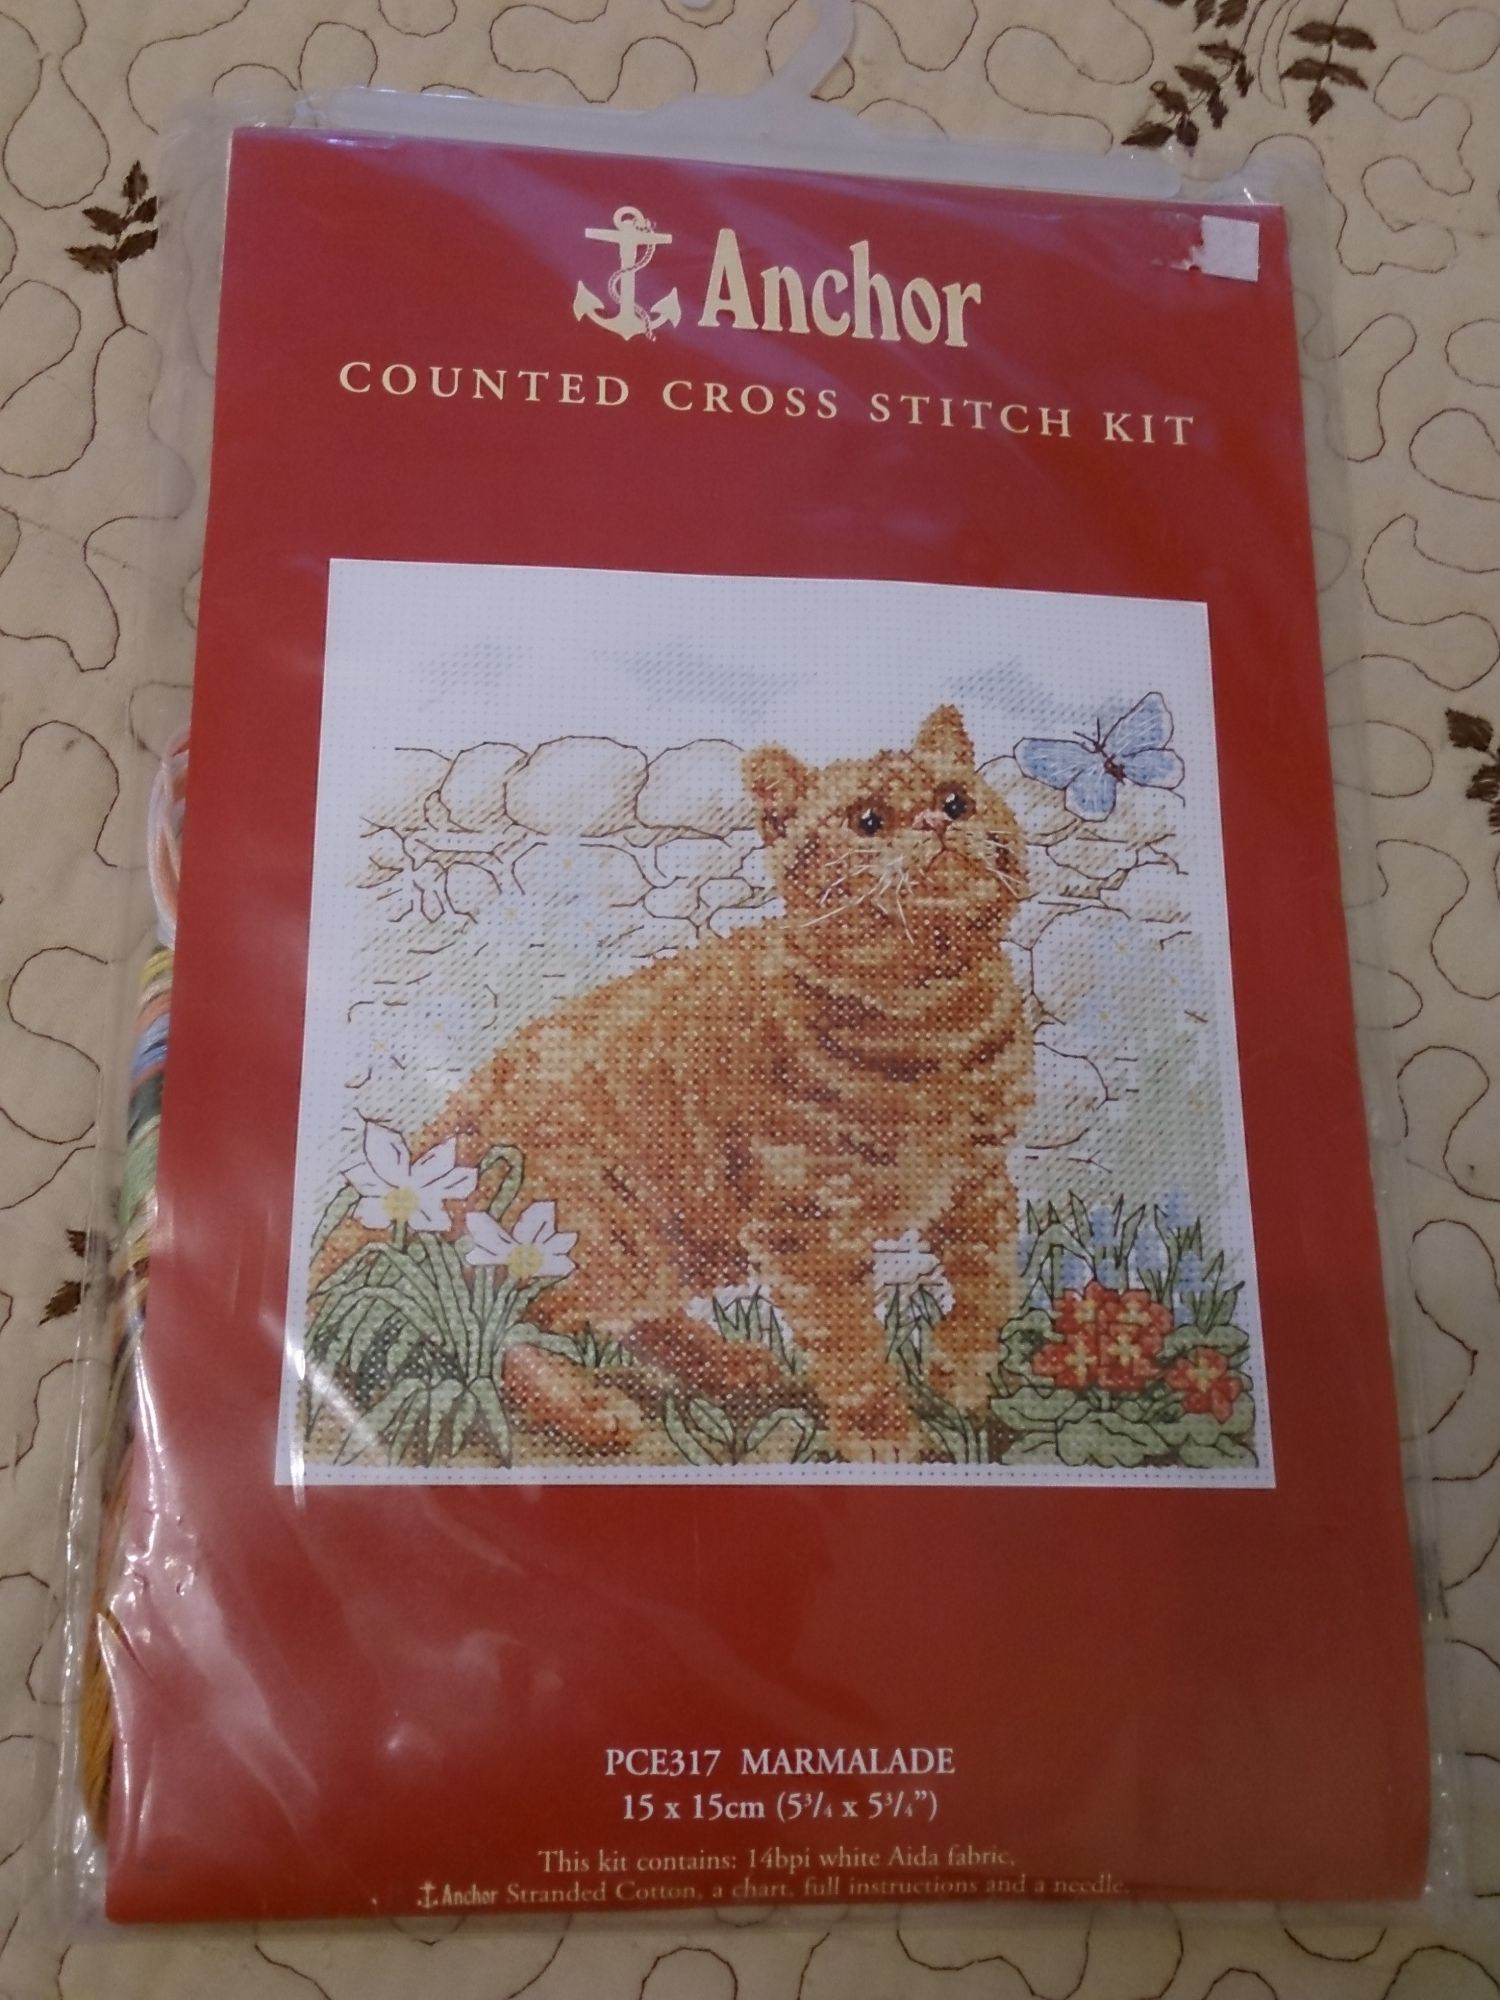 Anchor
COUNTED CROSS STITCH KIT
PCE317 MARMALADE
15 x 15cm (5¾ x 5¾”)
This kit contains: 14bpi white Aida fabric,
Anchor Stranded Cotton, a chart, full instructions and a needle.